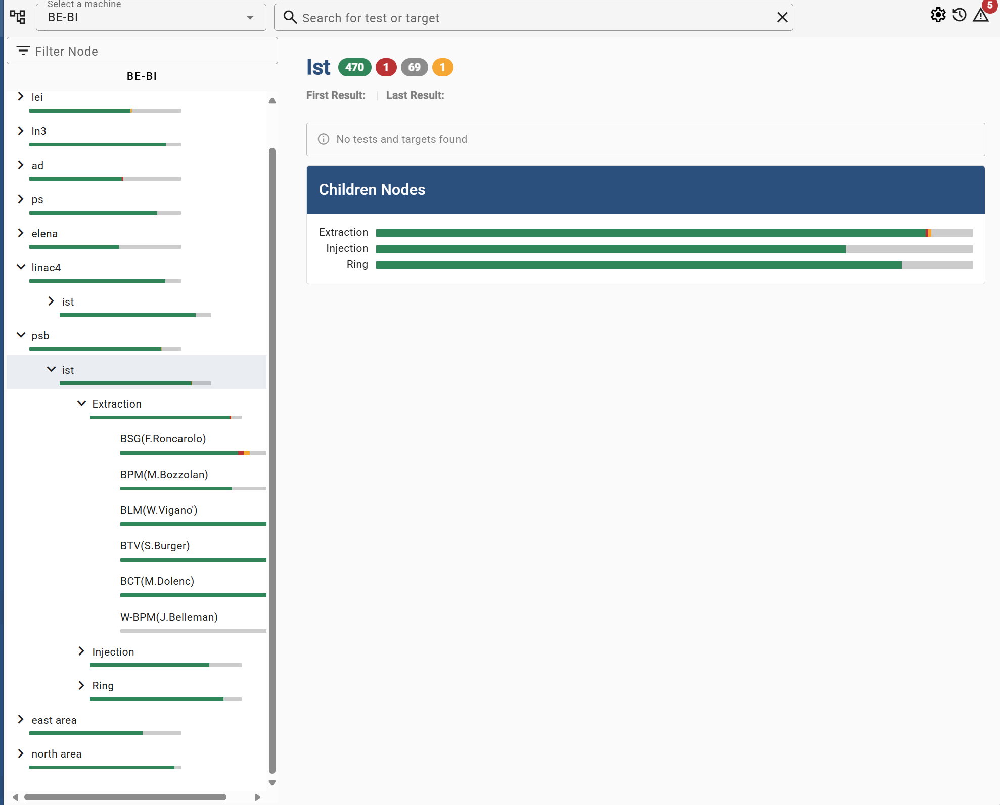 Select a machine
BE-BI
Search for test or target
5
Filter Node
BE-BI
lei
ln3
ad
ps
elena
linac4
ist
psb
ist
Extraction
BSG(F.Roncarolo)
BPM(M.Bozzolan)
BLM(W.Vigano')
BTV(S.Burger)
BCT(M.Dolenc)
W-BPM(J.Belleman)
Injection
Ring
east area
north area
Ist 470 1 69 1
First Result: Last Result:
No tests and targets found
Children Nodes
Extraction
Injection
Ring